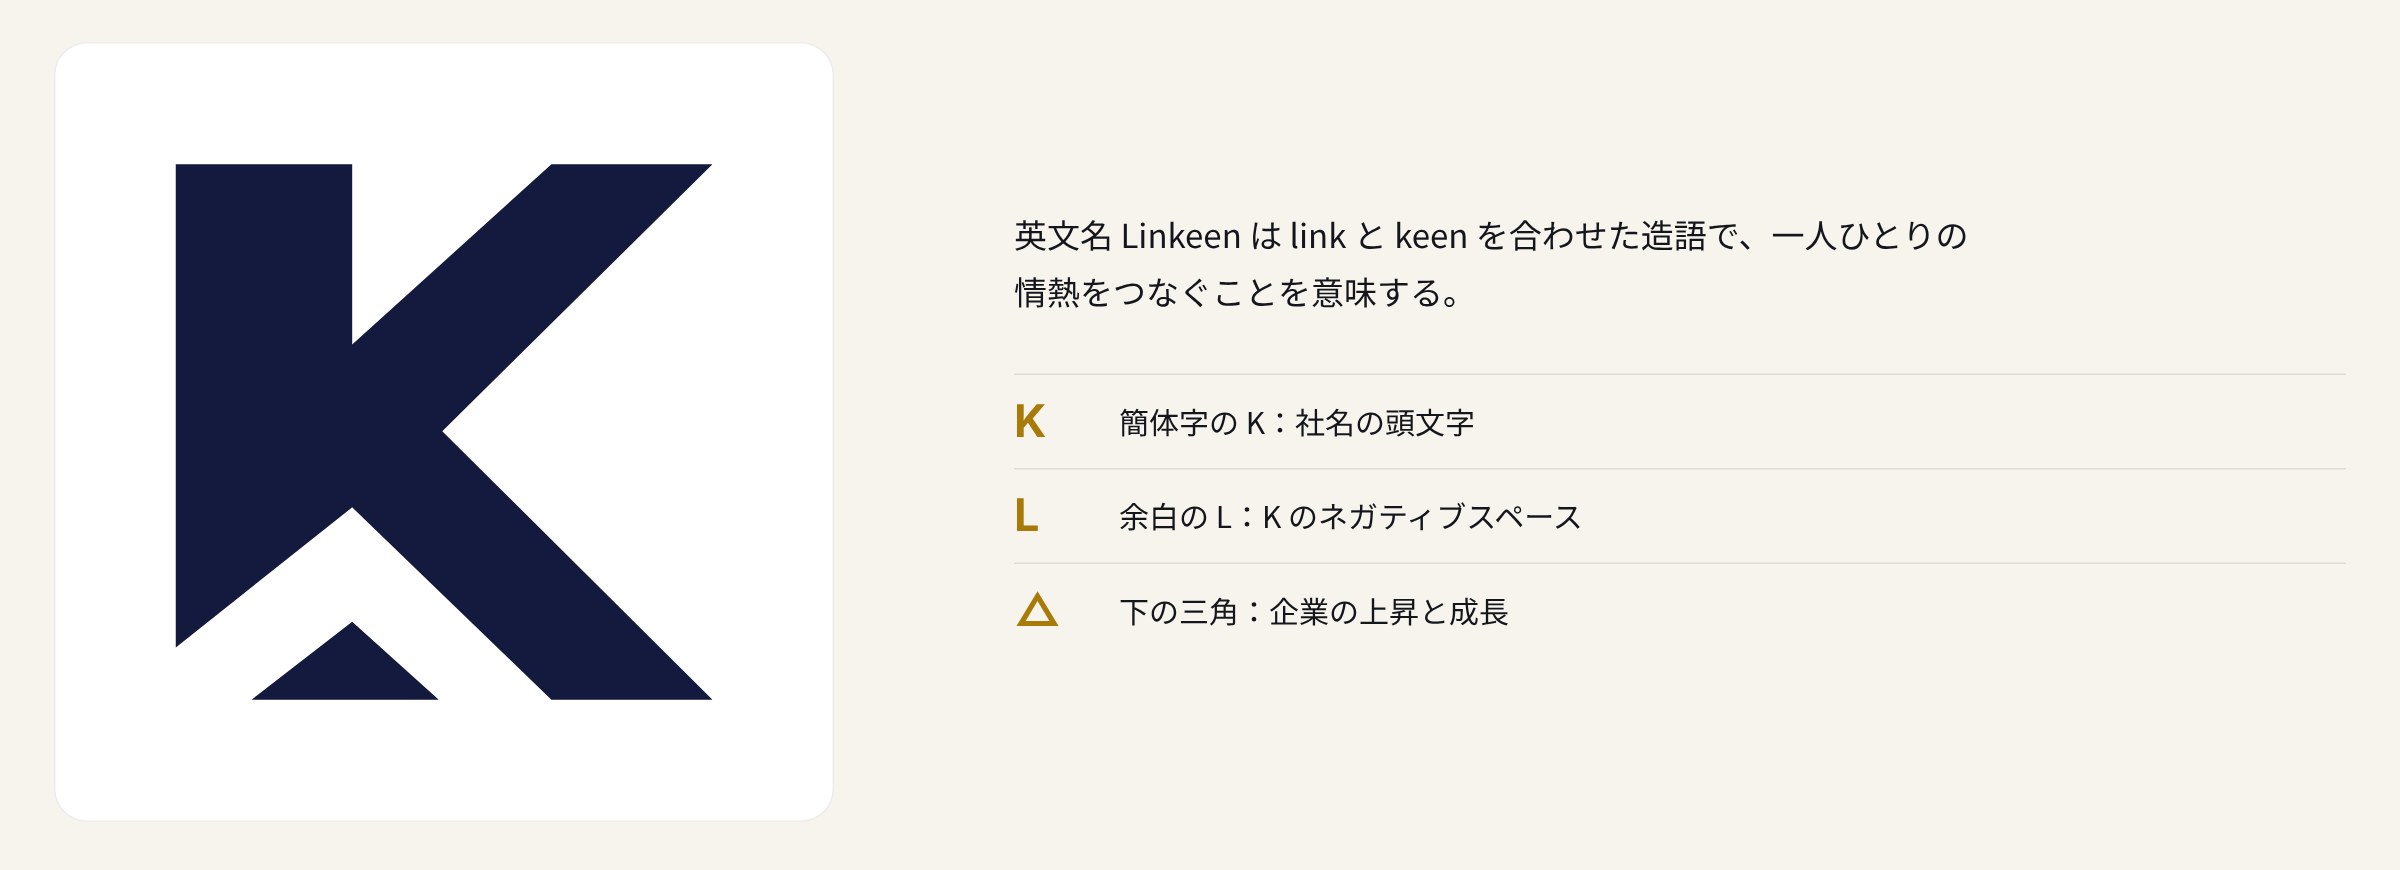 K
英文名 Linkeen は link と keen を合わせた造語で、一人ひとりの
情熱をつなぐことを意味する。
K 簡体字の K：社名の頭文字
L 余白の L：K のネガティブスペース
下の三角：企業の上昇と成長